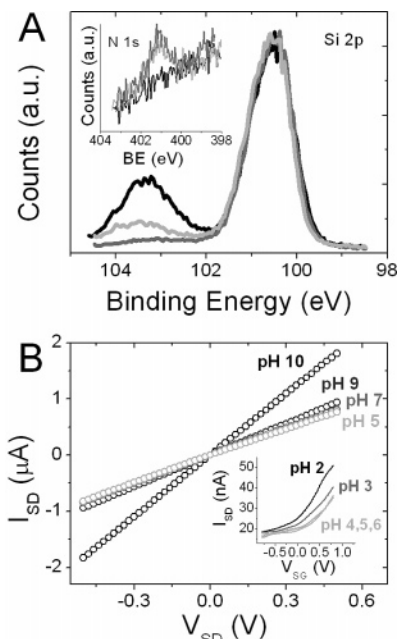 A
Si 2p
N 1s
Counts (a.u.)
404 402 400 398
BE (eV)
Counts (a.u.)
104 102 100 98
Binding Energy (eV)
B
2
1
0
-1
-2
I_SD (μA)
pH 10
pH 9
pH 7
pH 5
50
40
30
20
I_SD (nA)
pH 2
pH 3
pH 4,5,6
0.0 0.5 1.0
V_SG (V)
-0.3 0.0 0.3 0.6
V_SD (V)